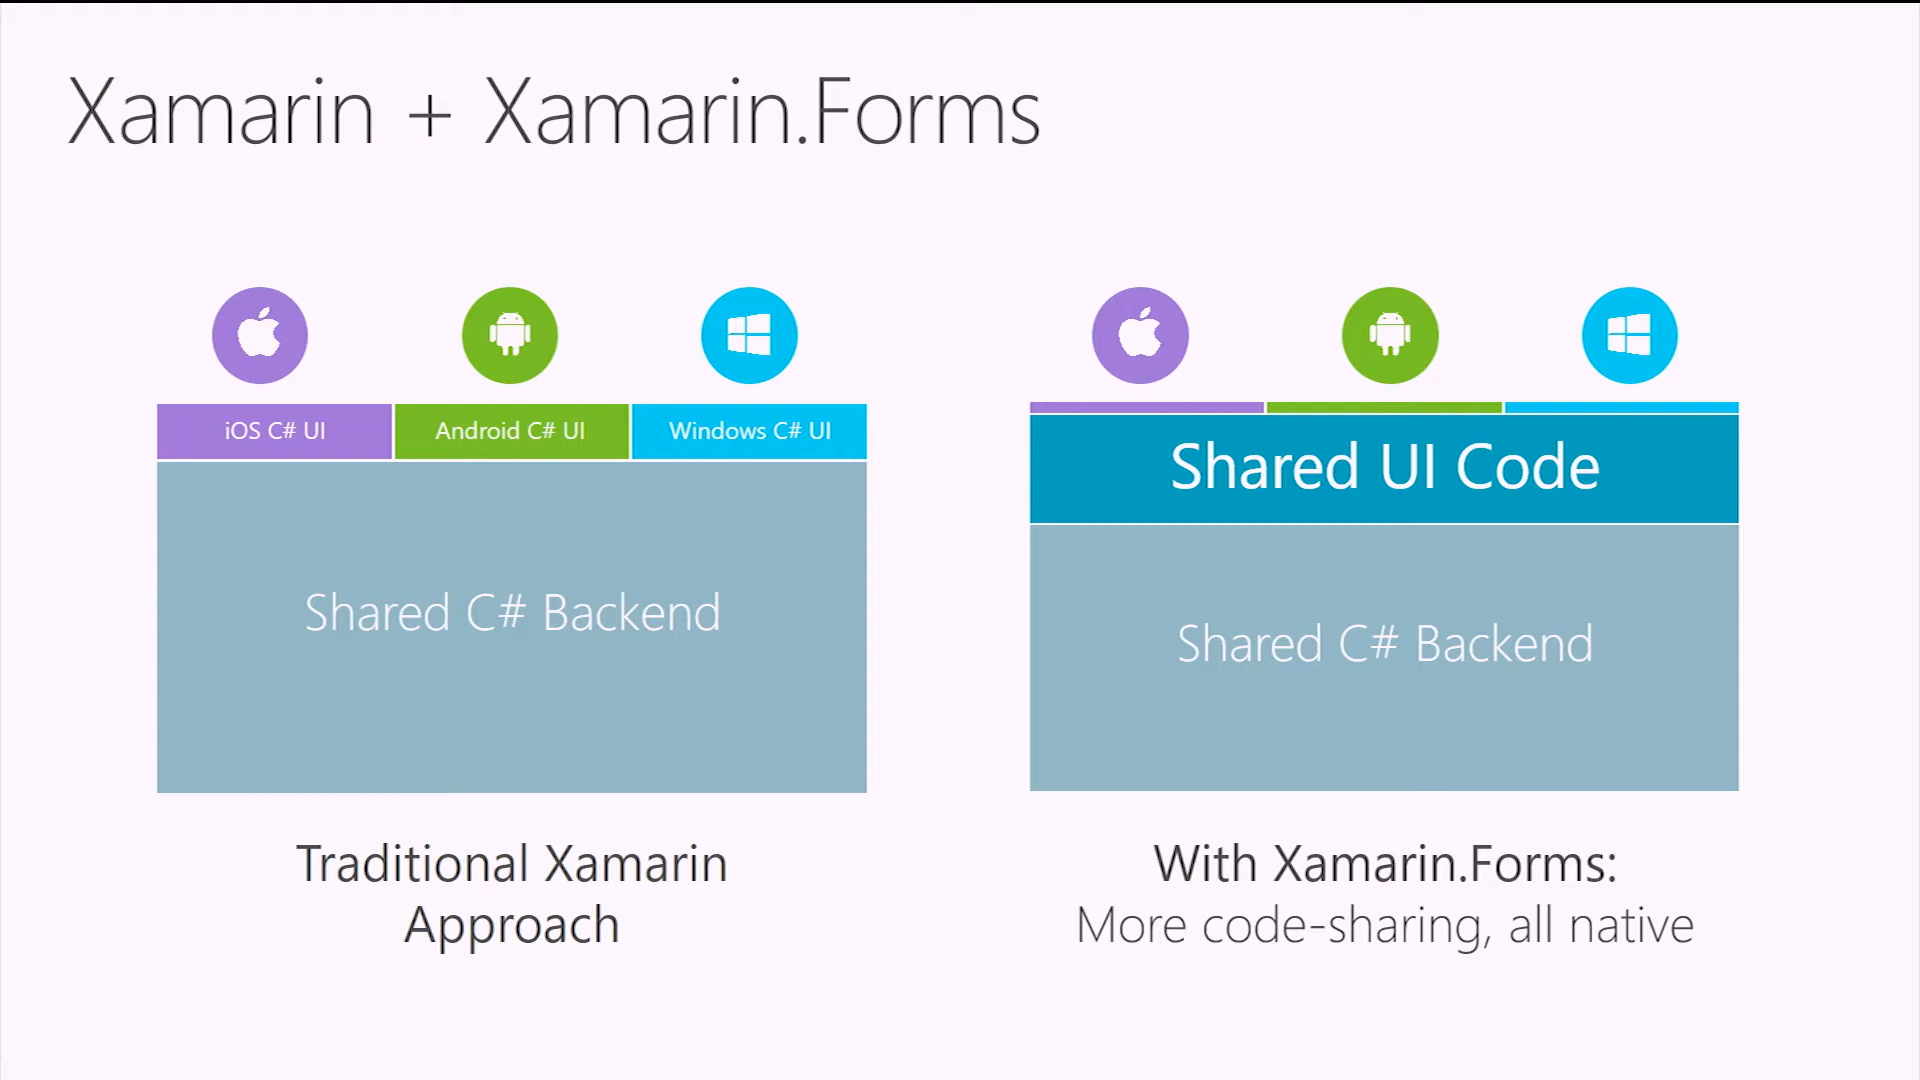 Xamarin + Xamarin.Forms
iOS C# UI
Android C# UI
Windows C# UI
Shared C# Backend
Traditional Xamarin
Approach
Shared UI Code
Shared C# Backend
With Xamarin.Forms:
More code-sharing, all native